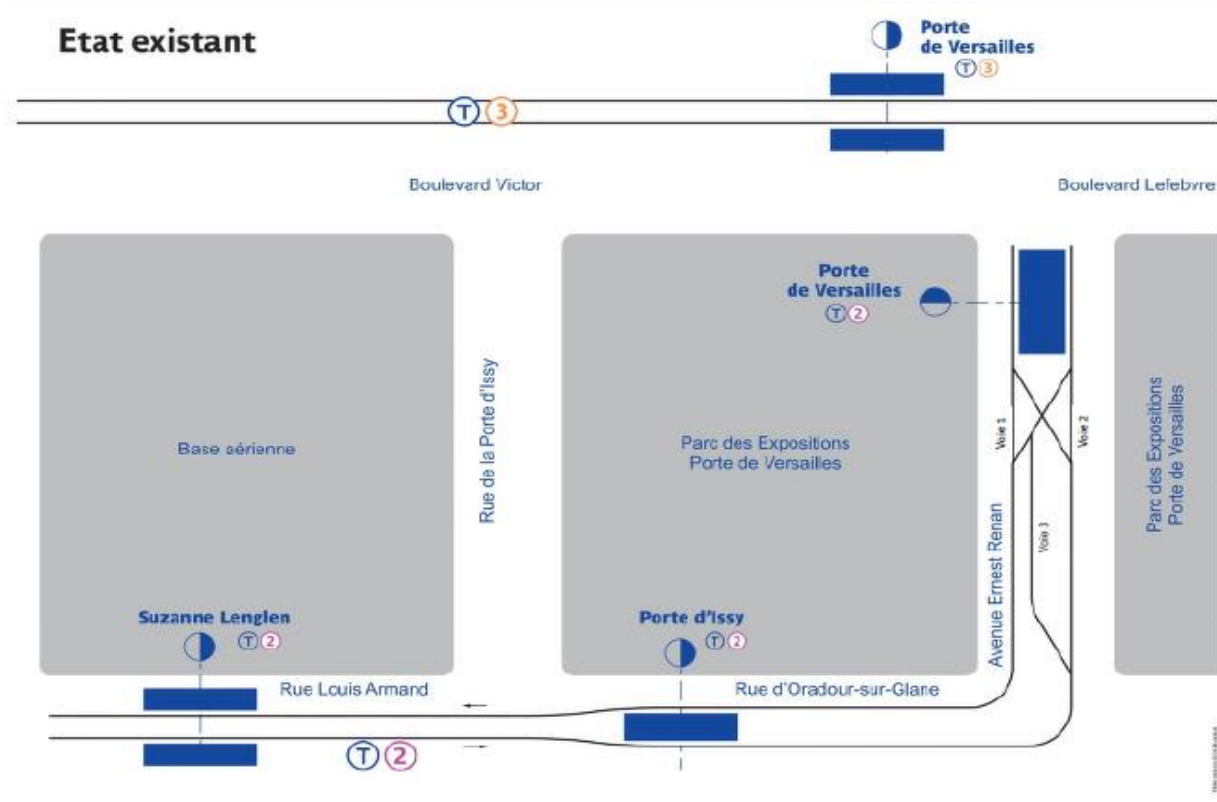 Etat existant
Porte
de Versailles
T 3
T 3
Boulevard Victor
Boulevard Lefebvre
Porte
de Versailles
T 2
Rue de la Porte d'Issy
Base aérienne
Parc des Expositions
Porte de Versailles
Voie 1
Voie 2
Voie 3
Avenue Ernest Renan
Parc des Expositions
Porte de Versailles
Suzanne Lenglen
T 2
Porte d'Issy
T 2
Rue Louis Armand
Rue d'Oradour-sur-Glane
T 2